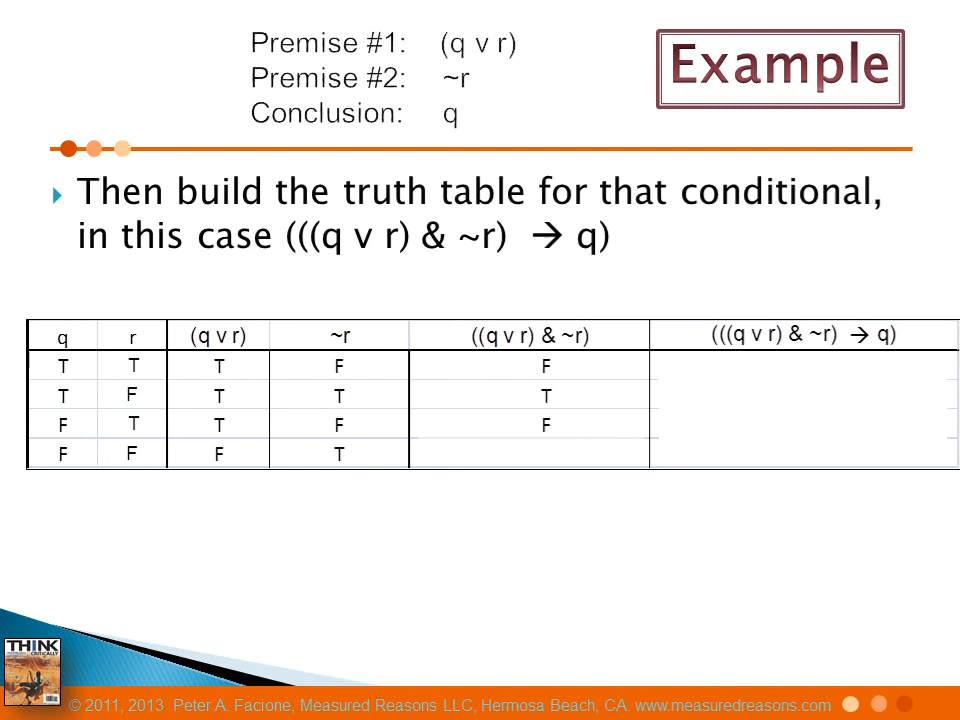 Premise #1: (q v r)
Premise #2: ~r
Conclusion: q
Example
Then build the truth table for that conditional,
in this case (((q v r) & ~r) → q)
q r (q v r) ~r ((q v r) & ~r) (((q v r) & ~r) → q)
T T T F F
T F T T T
F T T F F
F F F T
THINK
CRITICALLY
© 2011, 2013 Peter A. Facione, Measured Reasons LLC, Hermosa Beach, CA. www.measuredreasons.com